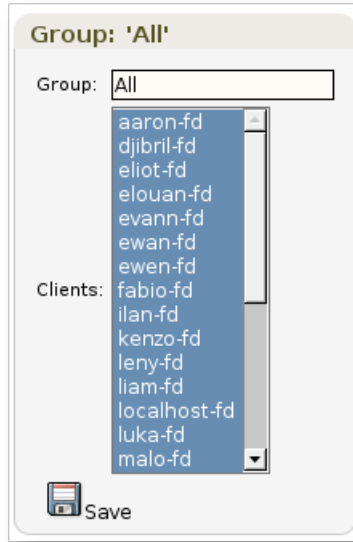 Group: 'All'
Group: All
aaron-fd
djibril-fd
eliot-fd
elouan-fd
evann-fd
ewan-fd
ewen-fd
Clients: fabio-fd
ilan-fd
kenzo-fd
leny-fd
liam-fd
localhost-fd
luka-fd
malo-fd
Save